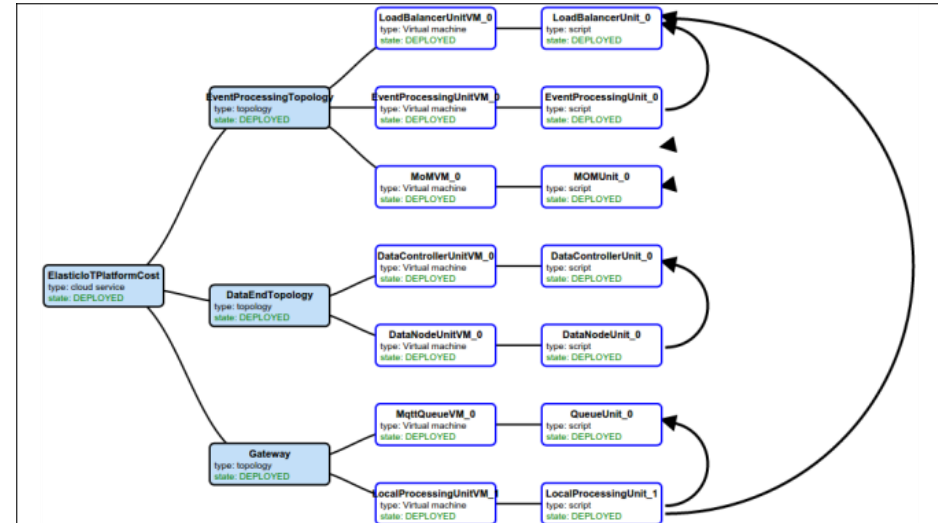 LoadBalancerUnitVM_0
type: Virtual machine
state: DEPLOYED
LoadBalancerUnit_0
type: script
state: DEPLOYED
EventProcessingTopology
type: topology
state: DEPLOYED
EventProcessingUnitVM_0
type: Virtual machine
state: DEPLOYED
EventProcessingUnit_0
type: script
state: DEPLOYED
MoMVM_0
type: Virtual machine
state: DEPLOYED
MOMUnit_0
type: script
state: DEPLOYED
ElasticIoTPlatformCost
type: cloud service
state: DEPLOYED
DataEndTopology
type: topology
state: DEPLOYED
DataControllerUnitVM_0
type: Virtual machine
state: DEPLOYED
DataControllerUnit_0
type: script
state: DEPLOYED
DataNodeUnitVM_0
type: Virtual machine
state: DEPLOYED
DataNodeUnit_0
type: script
state: DEPLOYED
Gateway
type: topology
state: DEPLOYED
MqttQueueVM_0
type: Virtual machine
state: DEPLOYED
QueueUnit_0
type: script
state: DEPLOYED
LocalProcessingUnitVM_1
type: Virtual machine
state: DEPLOYED
LocalProcessingUnit_1
type: script
state: DEPLOYED